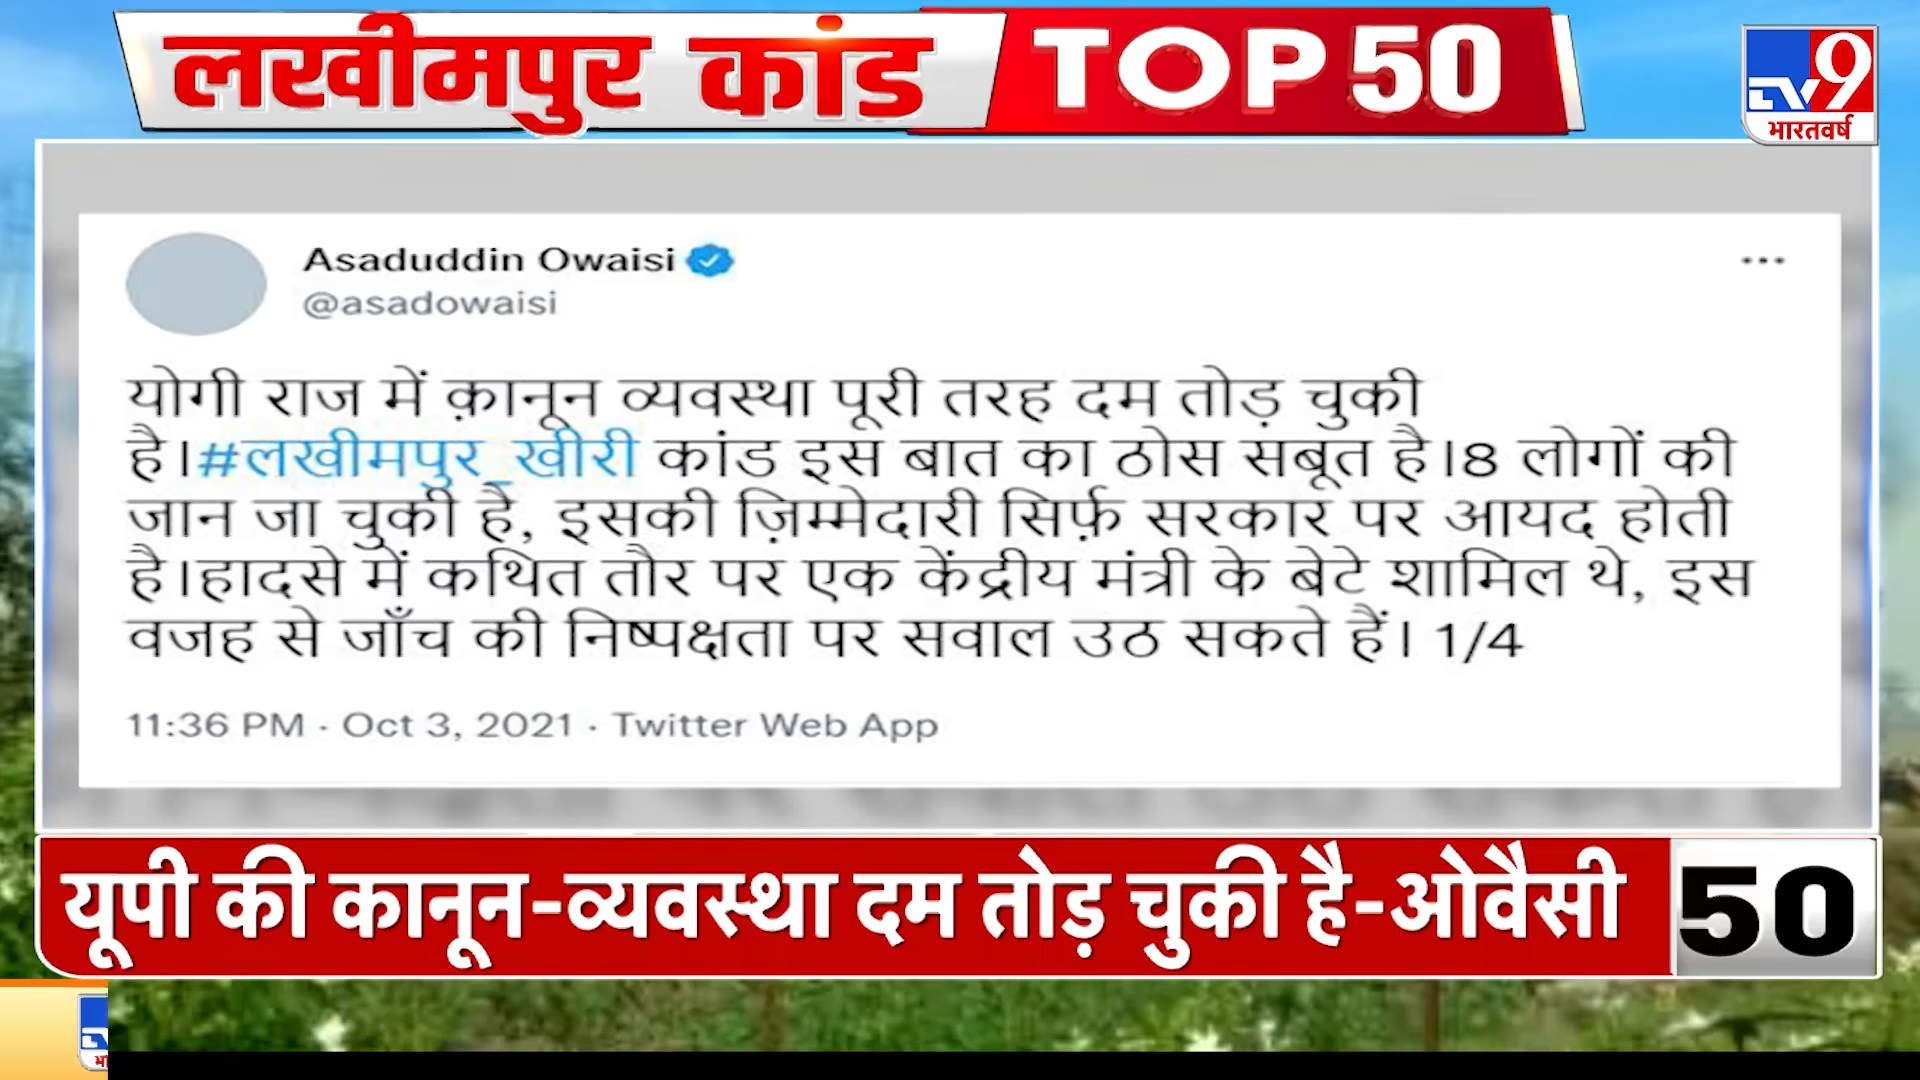 लखीमपुर कांड TOP 50
TV9
भारतवर्ष
Asaduddin Owaisi
@asadowaisi
योगी राज में क़ानून व्यवस्था पूरी तरह दम तोड़ चुकी
है।#लखीमपुर_खीरी कांड इस बात का ठोस सबूत है।8 लोगों की
जान जा चुकी है, इसकी ज़िम्मेदारी सिर्फ़ सरकार पर आयद होती
है।हादसे में कथित तौर पर एक केंद्रीय मंत्री के बेटे शामिल थे, इस
वजह से जाँच की निष्पक्षता पर सवाल उठ सकते हैं। 1/4
11:36 PM · Oct 3, 2021 · Twitter Web App
यूपी की कानून-व्यवस्था दम तोड़ चुकी है-ओवैसी 50